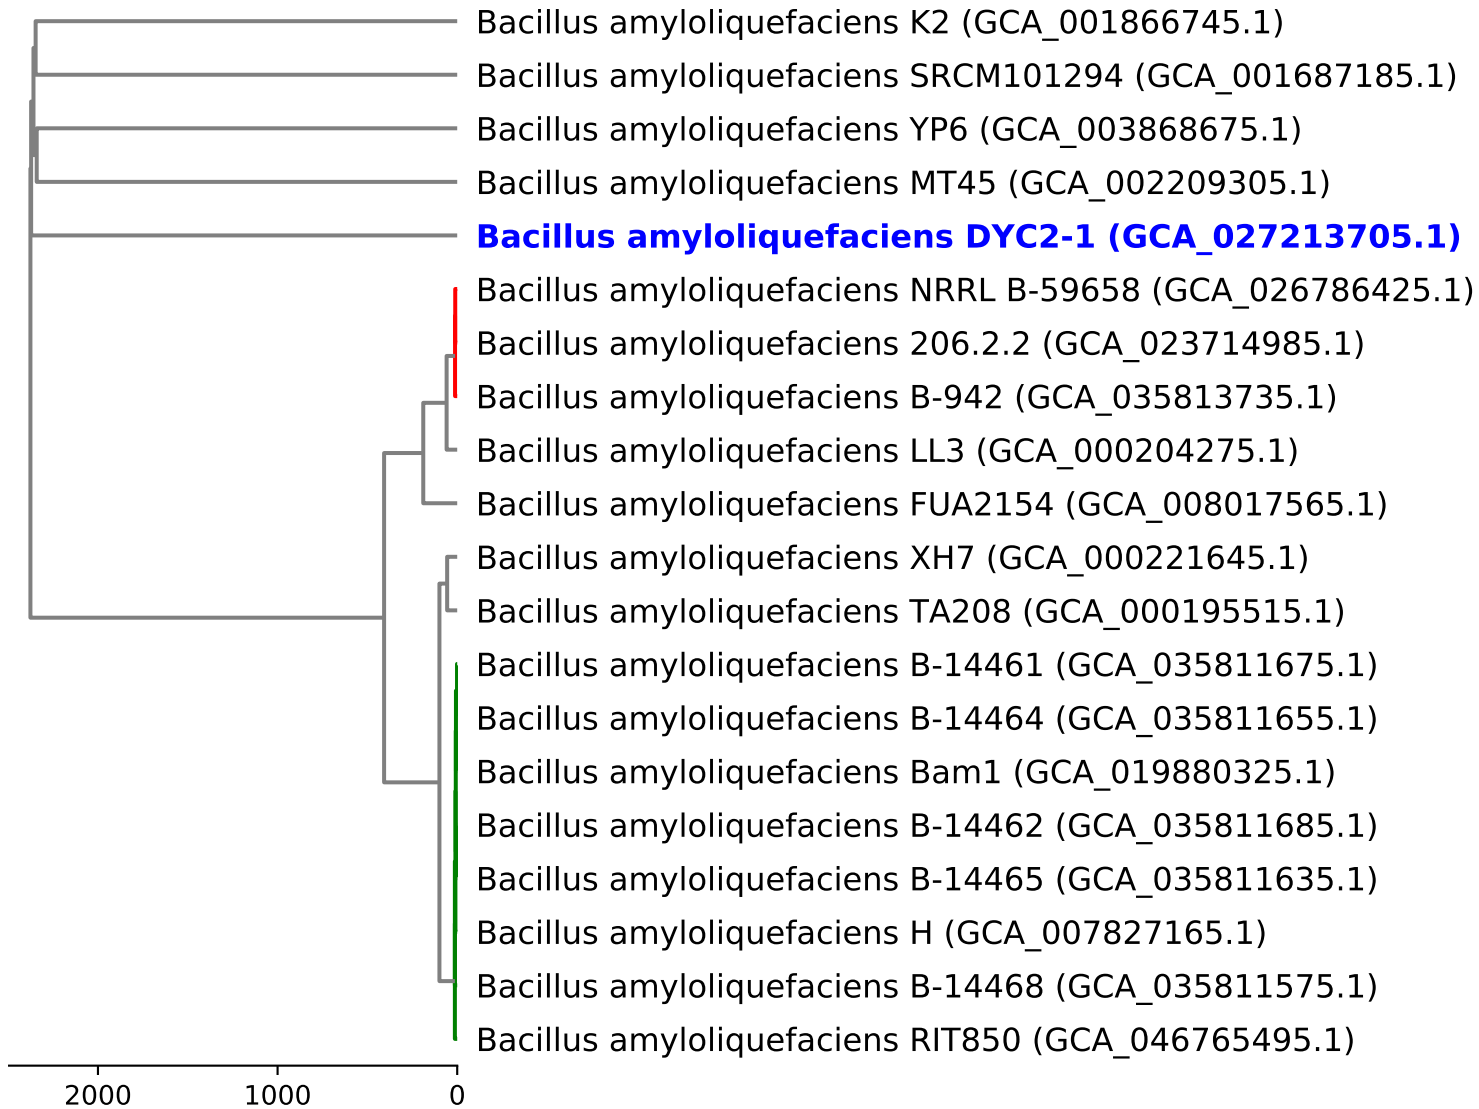 Bacillus amyloliquefaciens K2 (GCA_001866745.1)
Bacillus amyloliquefaciens SRCM101294 (GCA_001687185.1)
Bacillus amyloliquefaciens YP6 (GCA_003868675.1)
Bacillus amyloliquefaciens MT45 (GCA_002209305.1)
Bacillus amyloliquefaciens DYC2-1 (GCA_027213705.1)
Bacillus amyloliquefaciens NRRL B-59658 (GCA_026786425.1)
Bacillus amyloliquefaciens 206.2.2 (GCA_023714985.1)
Bacillus amyloliquefaciens B-942 (GCA_035813735.1)
Bacillus amyloliquefaciens LL3 (GCA_000204275.1)
Bacillus amyloliquefaciens FUA2154 (GCA_008017565.1)
Bacillus amyloliquefaciens XH7 (GCA_000221645.1)
Bacillus amyloliquefaciens TA208 (GCA_000195515.1)
Bacillus amyloliquefaciens B-14461 (GCA_035811675.1)
Bacillus amyloliquefaciens B-14464 (GCA_035811655.1)
Bacillus amyloliquefaciens Bam1 (GCA_019880325.1)
Bacillus amyloliquefaciens B-14462 (GCA_035811685.1)
Bacillus amyloliquefaciens B-14465 (GCA_035811635.1)
Bacillus amyloliquefaciens H (GCA_007827165.1)
Bacillus amyloliquefaciens B-14468 (GCA_035811575.1)
Bacillus amyloliquefaciens RIT850 (GCA_046765495.1)
2000 1000 0